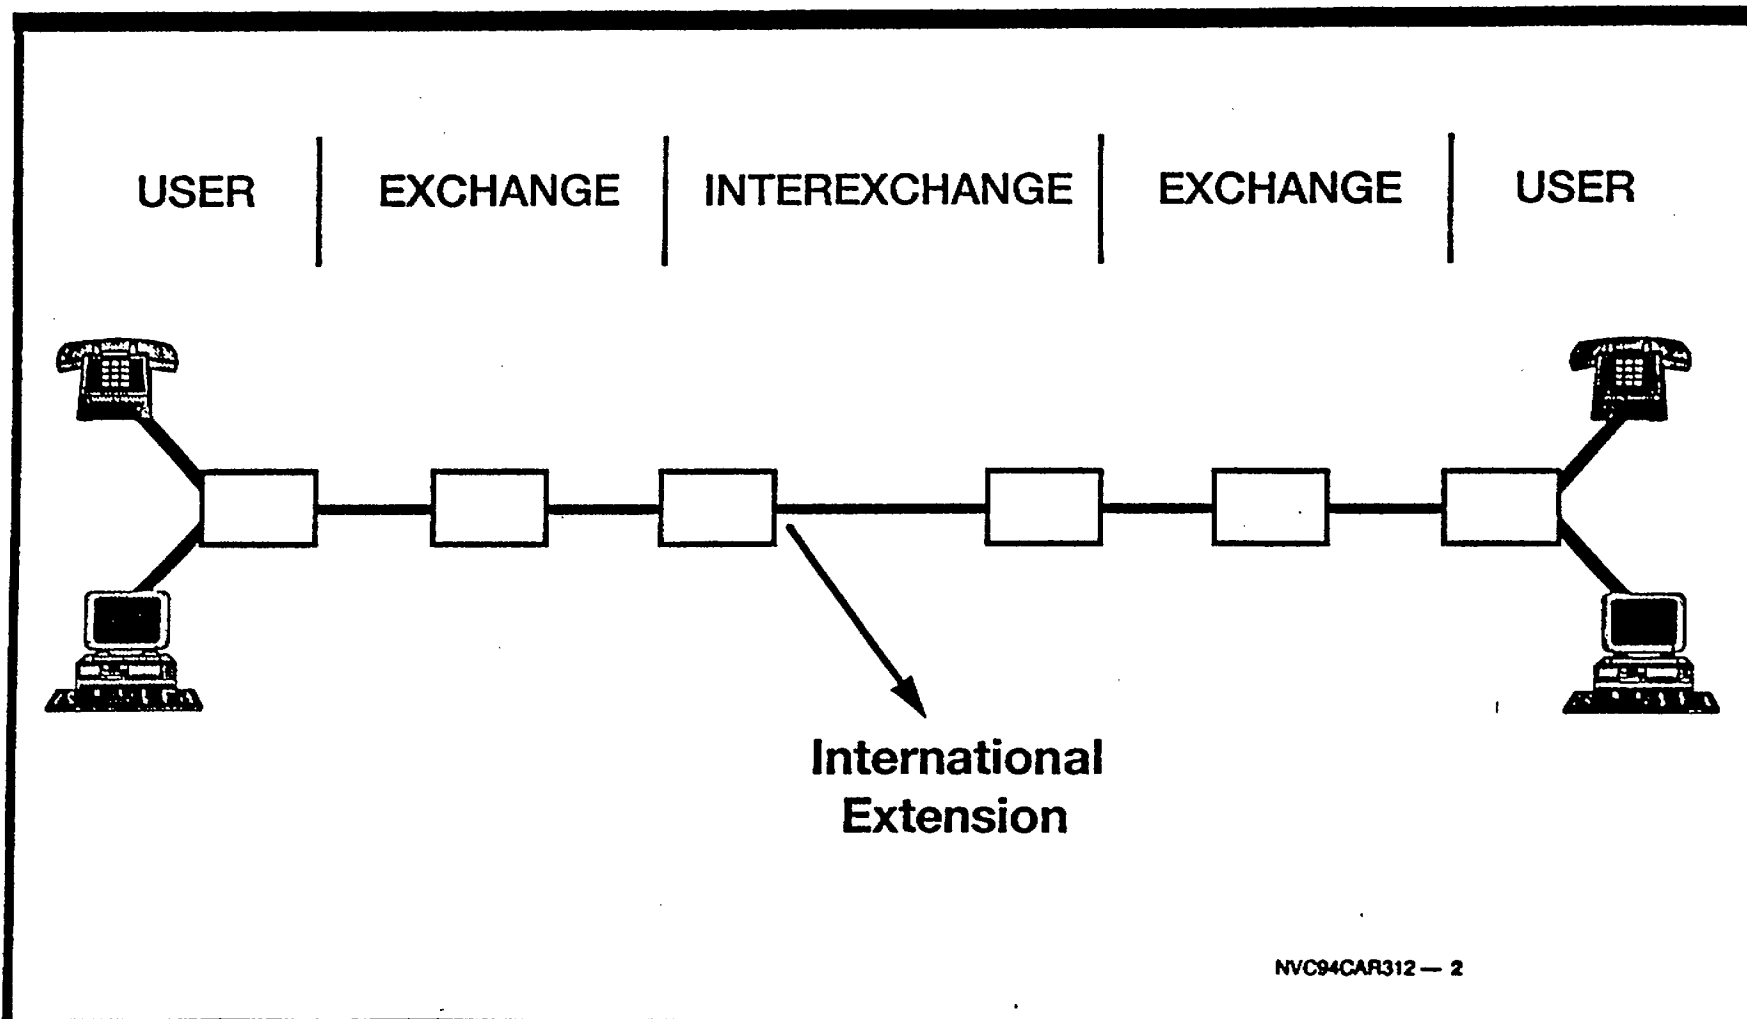 USER EXCHANGE INTEREXCHANGE EXCHANGE USER
International
Extension
NVC94CAR312 — 2